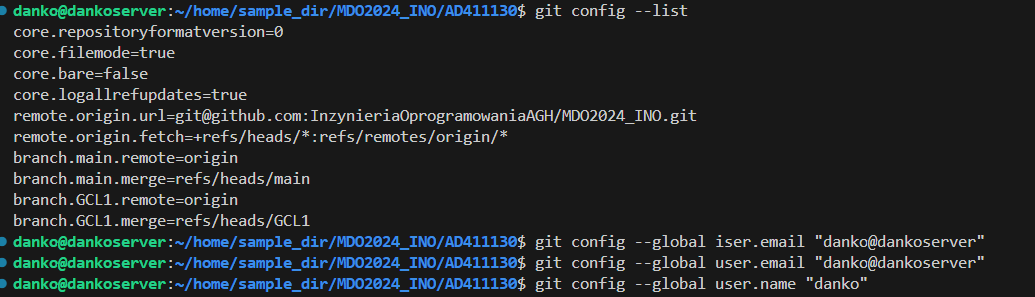 danko@dankoserver:~/home/sample_dir/MDO2024_INO/AD411130$ git config --list
core.repositoryformatversion=0
core.filemode=true
core.bare=false
core.logallrefupdates=true
remote.origin.url=git@github.com:InzynieriaOprogramowaniaAGH/MDO2024_INO.git
remote.origin.fetch=+refs/heads/*:refs/remotes/origin/*
branch.main.remote=origin
branch.main.merge=refs/heads/main
branch.GCL1.remote=origin
branch.GCL1.merge=refs/heads/GCL1
danko@dankoserver:~/home/sample_dir/MDO2024_INO/AD411130$ git config --global iser.email "danko@dankoserver"
danko@dankoserver:~/home/sample_dir/MDO2024_INO/AD411130$ git config --global user.email "danko@dankoserver"
danko@dankoserver:~/home/sample_dir/MDO2024_INO/AD411130$ git config --global user.name "danko"